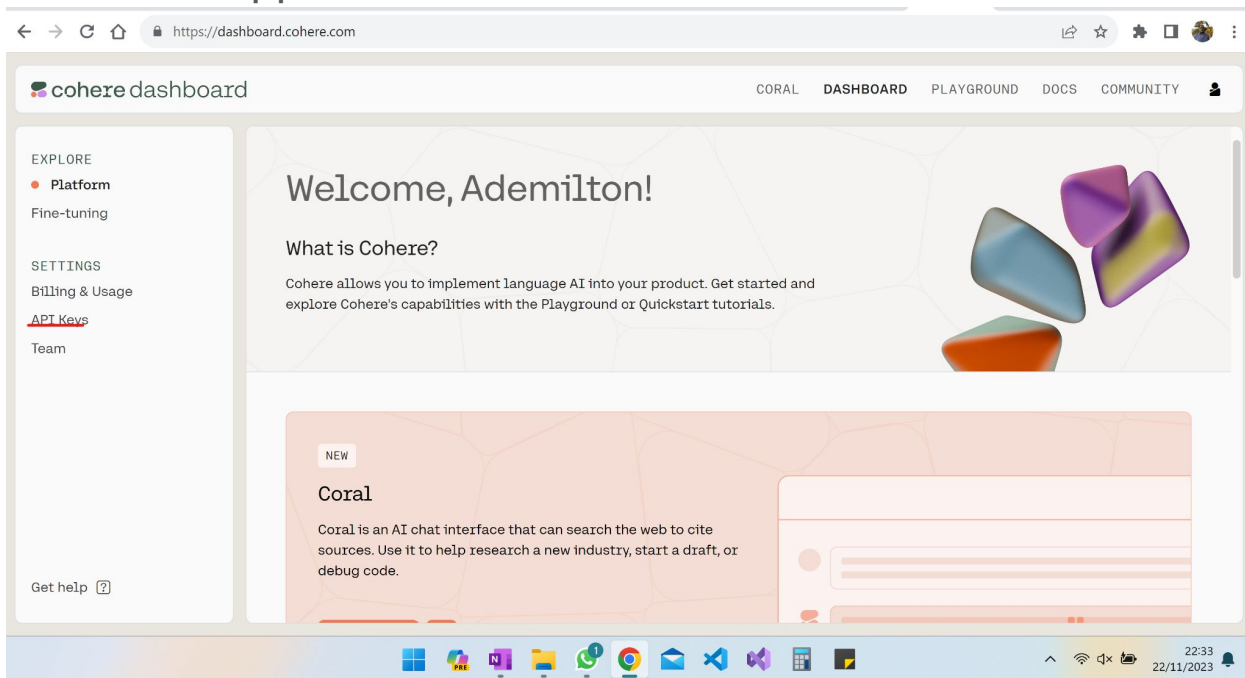 https://dashboard.cohere.com
cohere dashboard
CORAL DASHBOARD PLAYGROUND DOCS COMMUNITY
EXPLORE
Platform
Fine-tuning
SETTINGS
Billing & Usage
API Keys
Team
Get help ?
Welcome, Ademilton!
What is Cohere?
Cohere allows you to implement language AI into your product. Get started and
explore Cohere's capabilities with the Playground or Quickstart tutorials.
NEW
Coral
Coral is an AI chat interface that can search the web to cite
sources. Use it to help research a new industry, start a draft, or
debug code.
PRE
N
1
22:33
22/11/2023